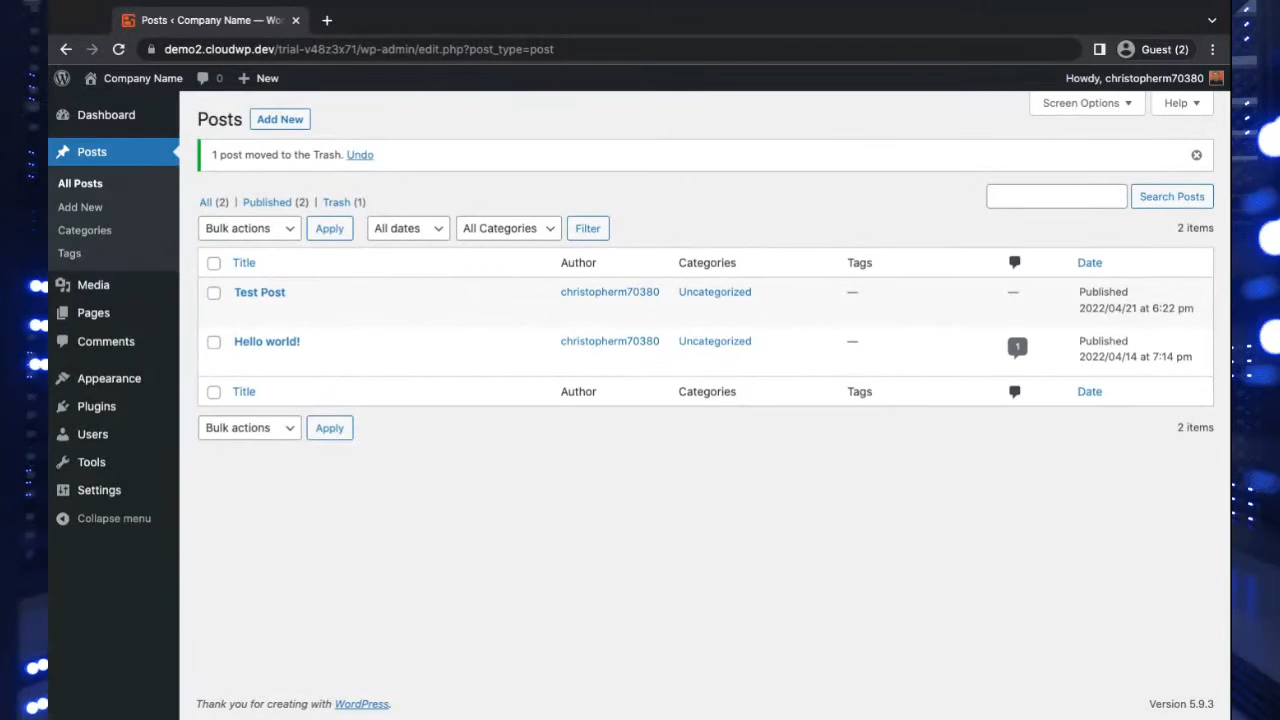 Posts ‹ Company Name — Wor
demo2.cloudwp.dev/trial-v48z3x71/wp-admin/edit.php?post_type=post
Guest (2)
Company Name 0 New
Howdy, christopherm70380
Dashboard
Posts
All Posts
Add New
Categories
Tags
Media
Pages
Comments
Appearance
Plugins
Users
Tools
Settings
Collapse menu
Screen Options
Help
Posts Add New
1 post moved to the Trash. Undo
All (2) | Published (2) | Trash (1)
Search Posts
Bulk actions Apply All dates All Categories Filter
2 items
Title Author Categories Tags Date
Test Post christopherm70380 Uncategorized — — Published
2022/04/21 at 6:22 pm
Hello world! christopherm70380 Uncategorized — 1 Published
2022/04/14 at 7:14 pm
Title Author Categories Tags Date
Bulk actions Apply
2 items
Thank you for creating with WordPress.
Version 5.9.3